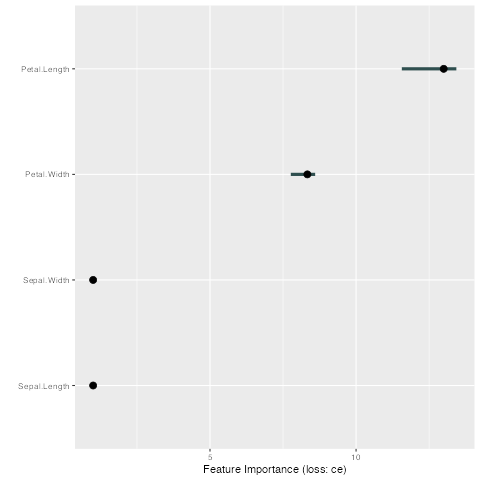 Petal.Length
Petal.Width
Sepal.Width
Sepal.Length
5 10
Feature Importance (loss: ce)